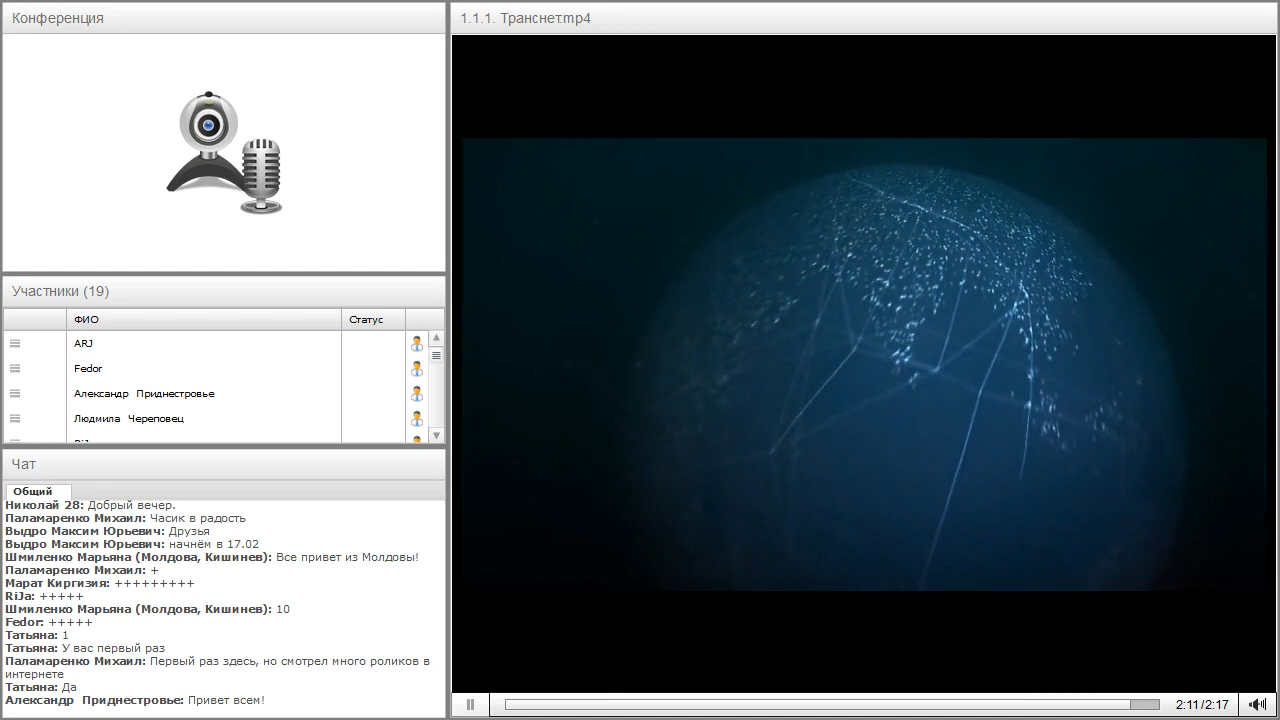 Конференция
1.1.1. Транснет.mp4
Участники (19)
ФИО
Статус
ARJ
Fedor
Александр Приднестровье
Людмила Череповец
Чат
Общий
Николай 28: Добрый вечер.
Паламаренко Михаил: Часик в радость
Выдро Максим Юрьевич: Друзья
Выдро Максим Юрьевич: начнём в 17.02
Шмиленко Марьяна (Молдова, Кишинев): Все привет из Молдовы!
Паламаренко Михаил: +
Марат Киргизия: +++++++++
RiJa: +++++
Шмиленко Марьяна (Молдова, Кишинев): 10
Fedor: +++++
Татьяна: 1
Татьяна: У вас первый раз
Паламаренко Михаил: Первый раз здесь, но смотрел много роликов в
интернете
Татьяна: Да
Александр Приднестровье: Привет всем!
2:11/2:17